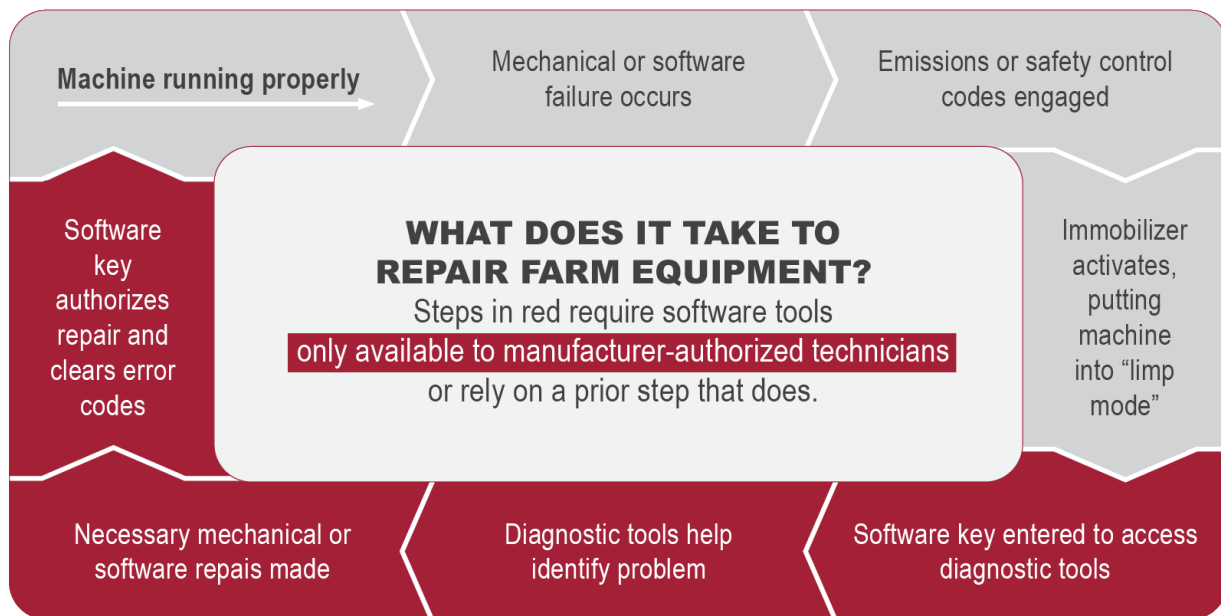 Machine running properly
Mechanical or software
failure occurs
Emissions or safety control
codes engaged
Immobilizer
activates,
putting
machine
into “limp
mode”
Software key entered to access
diagnostic tools
Diagnostic tools help
identify problem
Necessary mechanical or
software repais made
Software
key
authorizes
repair and
clears error
codes
WHAT DOES IT TAKE TO
REPAIR FARM EQUIPMENT?
Steps in red require software tools
only available to manufacturer-authorized technicians
or rely on a prior step that does.